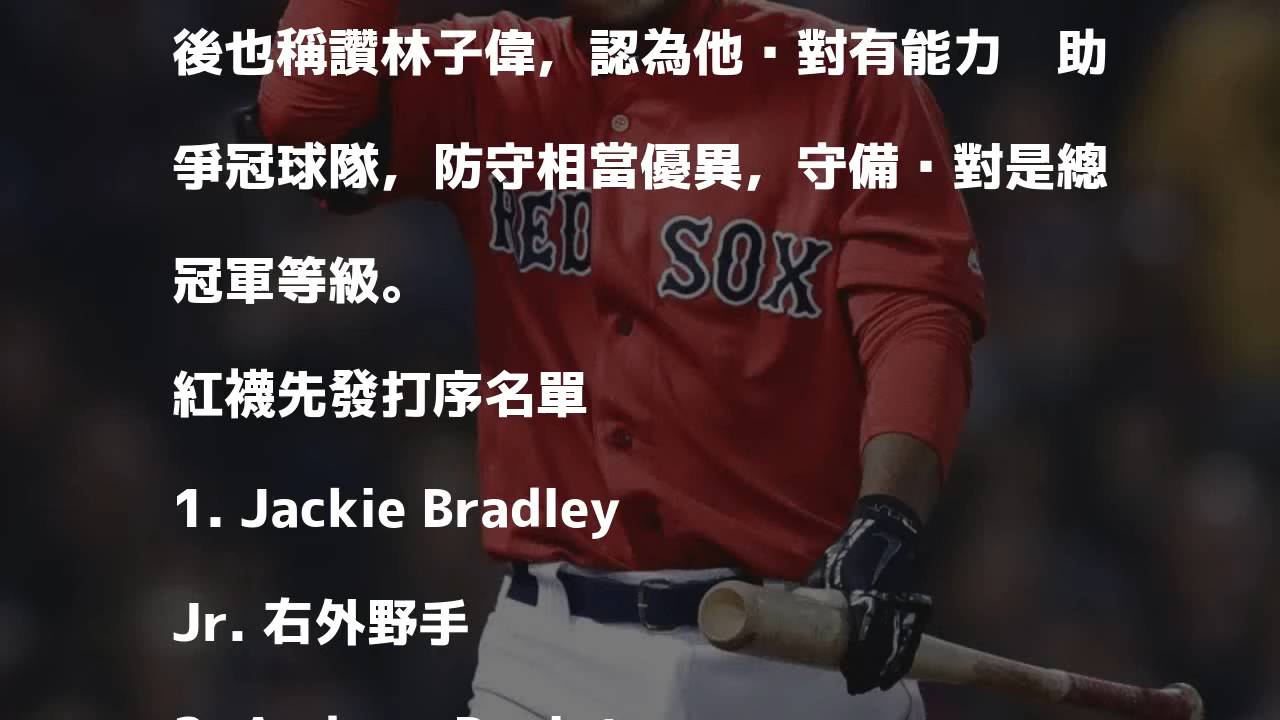 後也稱讚林子偉，認為他·對有能力　助
爭冠球隊，防守相當優異，守備·對是總
冠軍等級。
紅襪先發打序名單
1. Jackie Bradley
Jr. 右外野手
RED SOX